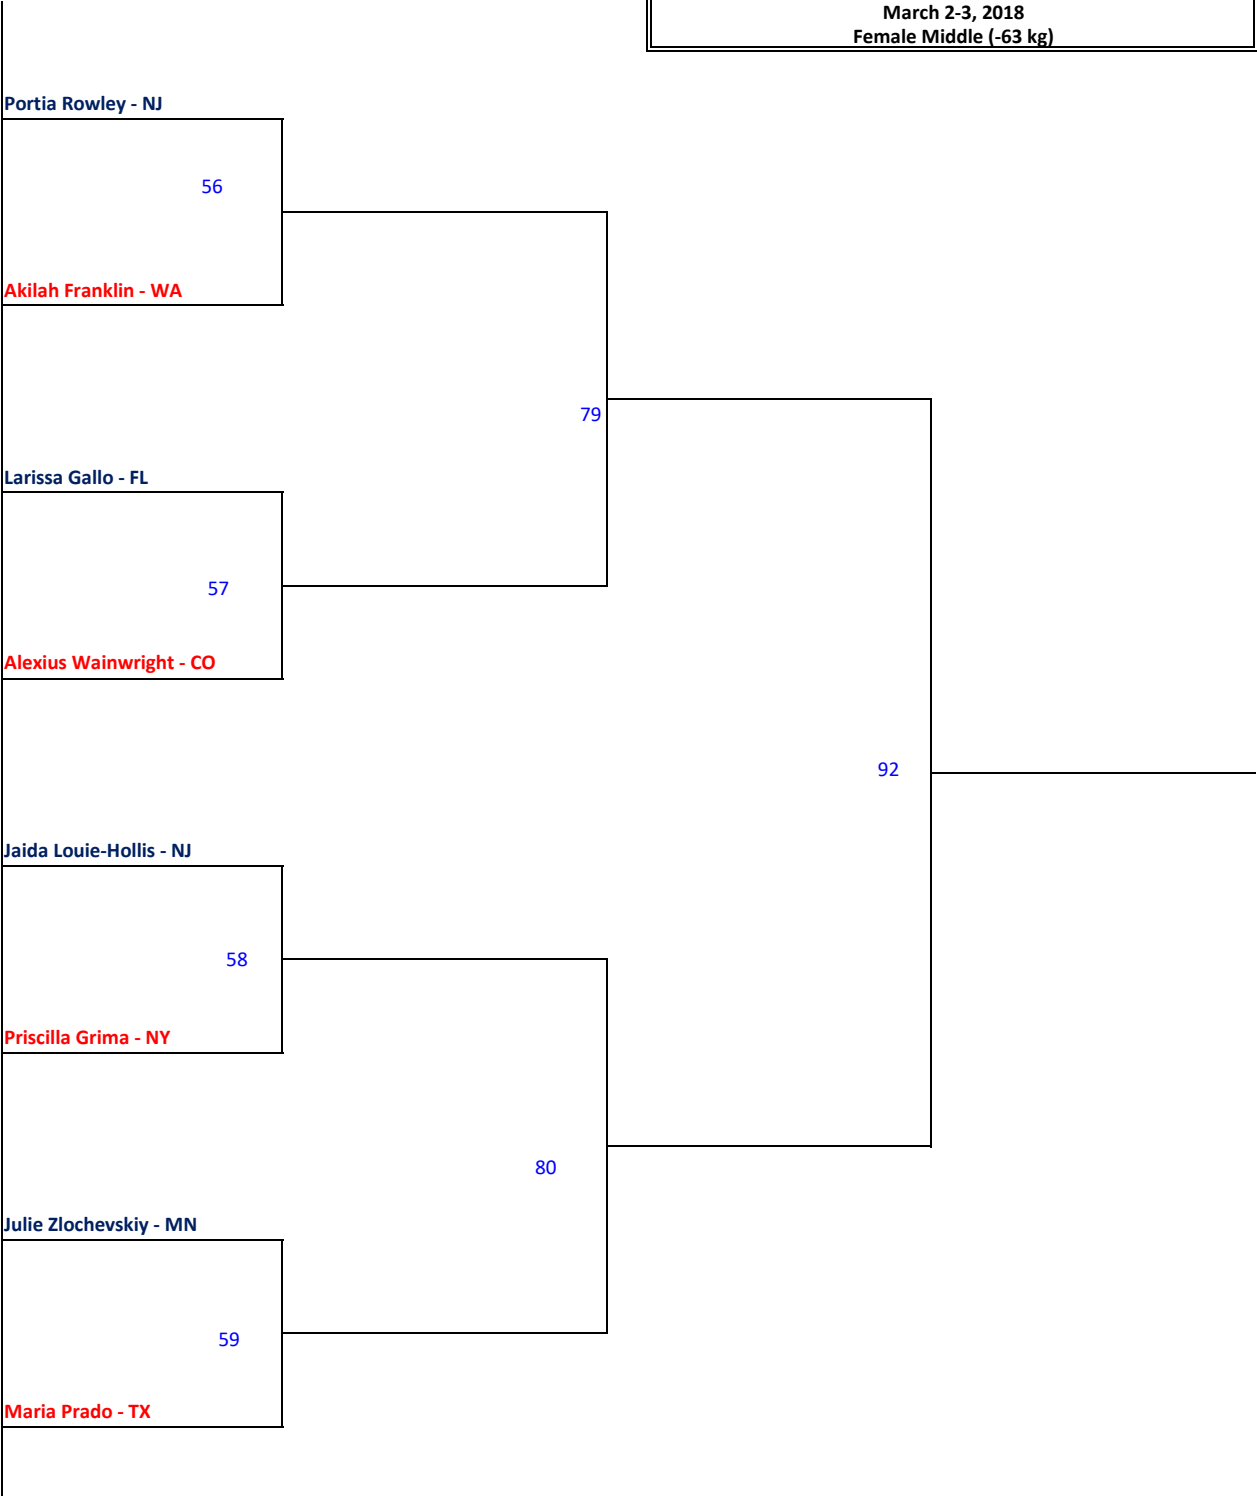 March 2-3, 2018
Female Middle (-63 kg)
Portia Rowley - NJ
56
Akilah Franklin - WA
79
Larissa Gallo - FL
57
Alexius Wainwright - CO
92
Jaida Louie-Hollis - NJ
58
Priscilla Grima - NY
80
Julie Zlochevskiy - MN
59
Maria Prado - TX